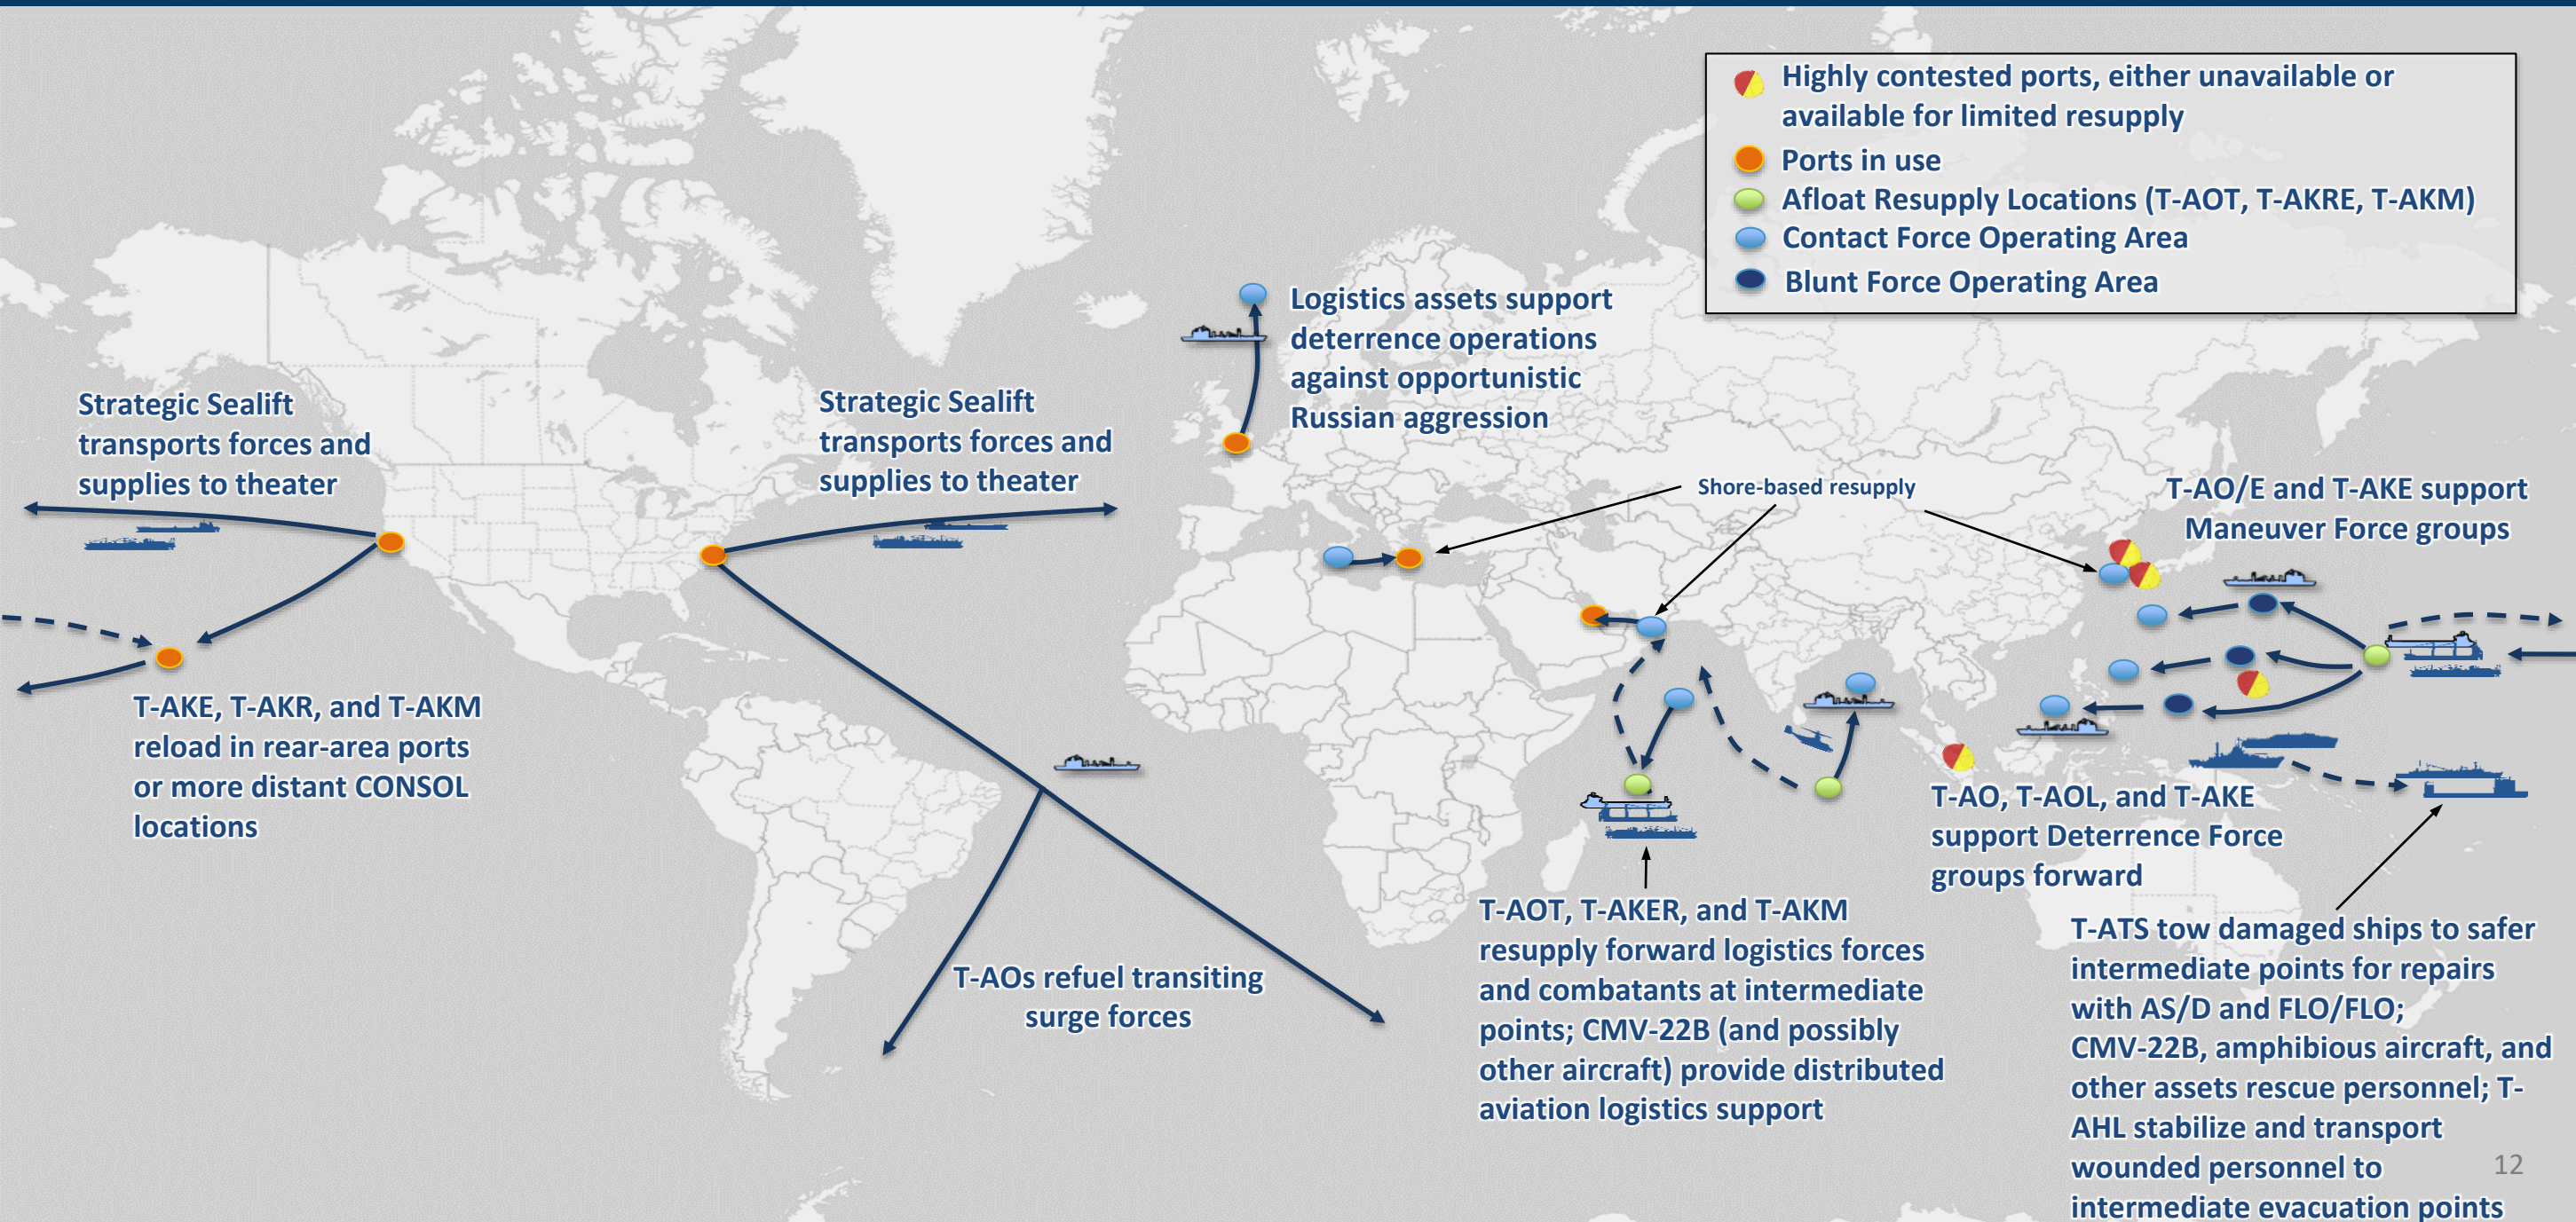 Highly contested ports, either unavailable or
available for limited resupply
Ports in use
Afloat Resupply Locations (T-AOT, T-AKRE, T-AKM)
Contact Force Operating Area
Blunt Force Operating Area
Logistics assets support
deterrence operations
against opportunistic
Russian aggression
Strategic Sealift
transports forces and
supplies to theater
Strategic Sealift
transports forces and
supplies to theater
Shore-based resupply
T-AO/E and T-AKE support
Maneuver Force groups
T-AKE, T-AKR, and T-AKM
reload in rear-area ports
or more distant CONSOL
locations
T-AO, T-AOL, and T-AKE
support Deterrence Force
groups forward
T-AOs refuel transiting
surge forces
T-AOT, T-AKER, and T-AKM
resupply forward logistics forces
and combatants at intermediate
points; CMV-22B (and possibly
other aircraft) provide distributed
aviation logistics support
T-ATS tow damaged ships to safer
intermediate points for repairs
with AS/D and FLO/FLO;
CMV-22B, amphibious aircraft, and
other assets rescue personnel; T-
AHL stabilize and transport
wounded personnel to
intermediate evacuation points
12